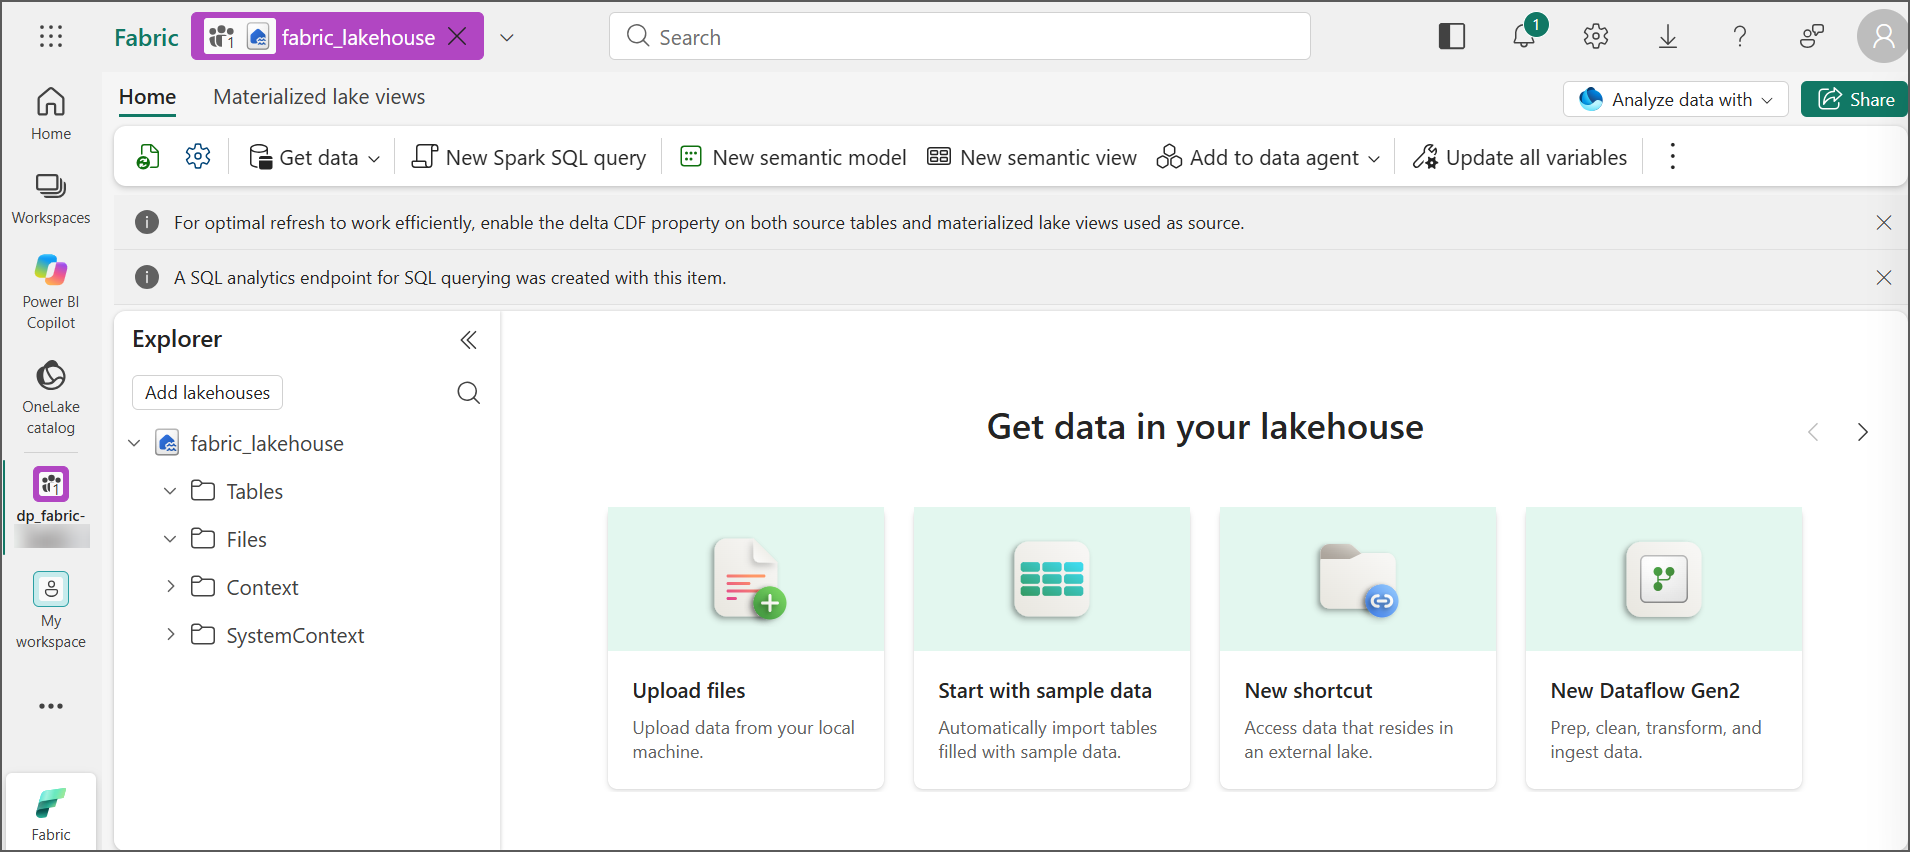 Fabric
1
fabric_lakehouse
Search
1
Home
Materialized lake views
Analyze data with
Share
Get data
New Spark SQL query
New semantic model
New semantic view
Add to data agent
Update all variables
For optimal refresh to work efficiently, enable the delta CDF property on both source tables and materialized lake views used as source.
A SQL analytics endpoint for SQL querying was created with this item.
Home
Workspaces
Power BI
Copilot
OneLake
catalog
1
dp_fabric-
My
workspace
Fabric
Explorer
Add lakehouses
fabric_lakehouse
Tables
Files
Context
SystemContext
Get data in your lakehouse
Upload files
Upload data from your local
machine.
Start with sample data
Automatically import tables
filled with sample data.
New shortcut
Access data that resides in
an external lake.
New Dataflow Gen2
Prep, clean, transform, and
ingest data.